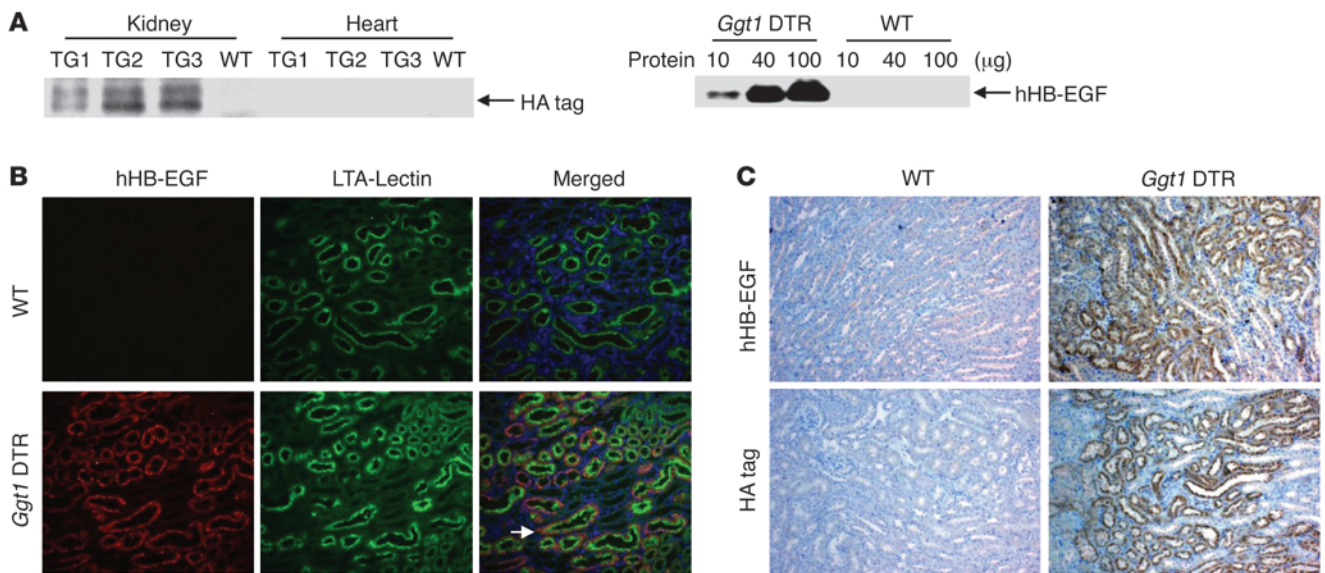 A
Kidney Heart
TG1 TG2 TG3 WT TG1 TG2 TG3 WT
HA tag
Ggt1 DTR WT
Protein 10 40 100 10 40 100 (μg)
hHB-EGF
B
hHB-EGF LTA-Lectin Merged
WT
Ggt1 DTR
C
WT Ggt1 DTR
hHB-EGF
HA tag